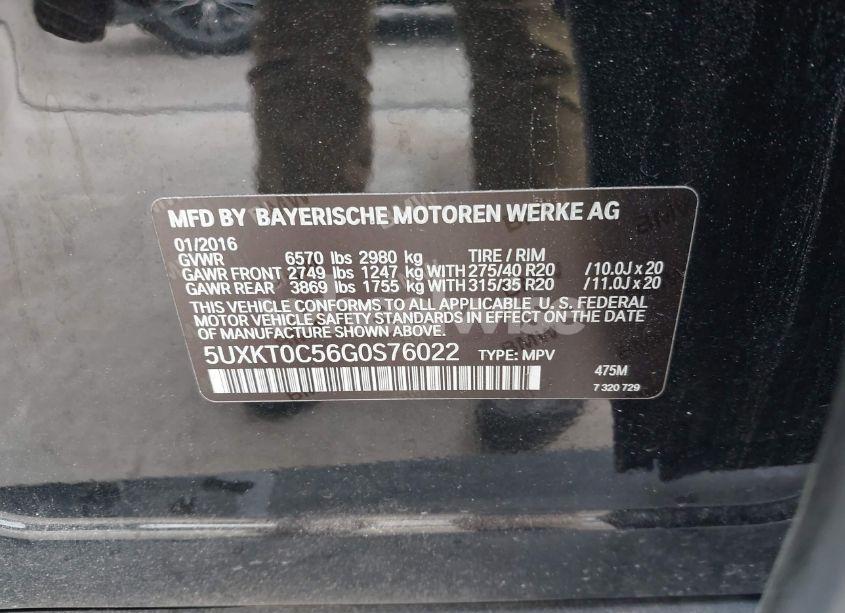 MFD BY BAYERISCHE MOTOREN WERKE AG
01/2016
GVWR 6570 lbs 2980 kg TIRE / RIM
GAWR FRONT 2749 lbs 1247 kg WITH 275/40 R20 /10.0J x 20
GAWR REAR 3869 lbs 1755 kg WITH 315/35 R20 /11.0J x 20
THIS VEHICLE CONFORMS TO ALL APPLICABLE U. S. FEDERAL
MOTOR VEHICLE SAFETY STANDARDS IN EFFECT ON THE DATE
OF MANUFACTURE SHOWN ABOVE.
5UXKT0C56G0S76022 TYPE: MPV
475M
7 320 729